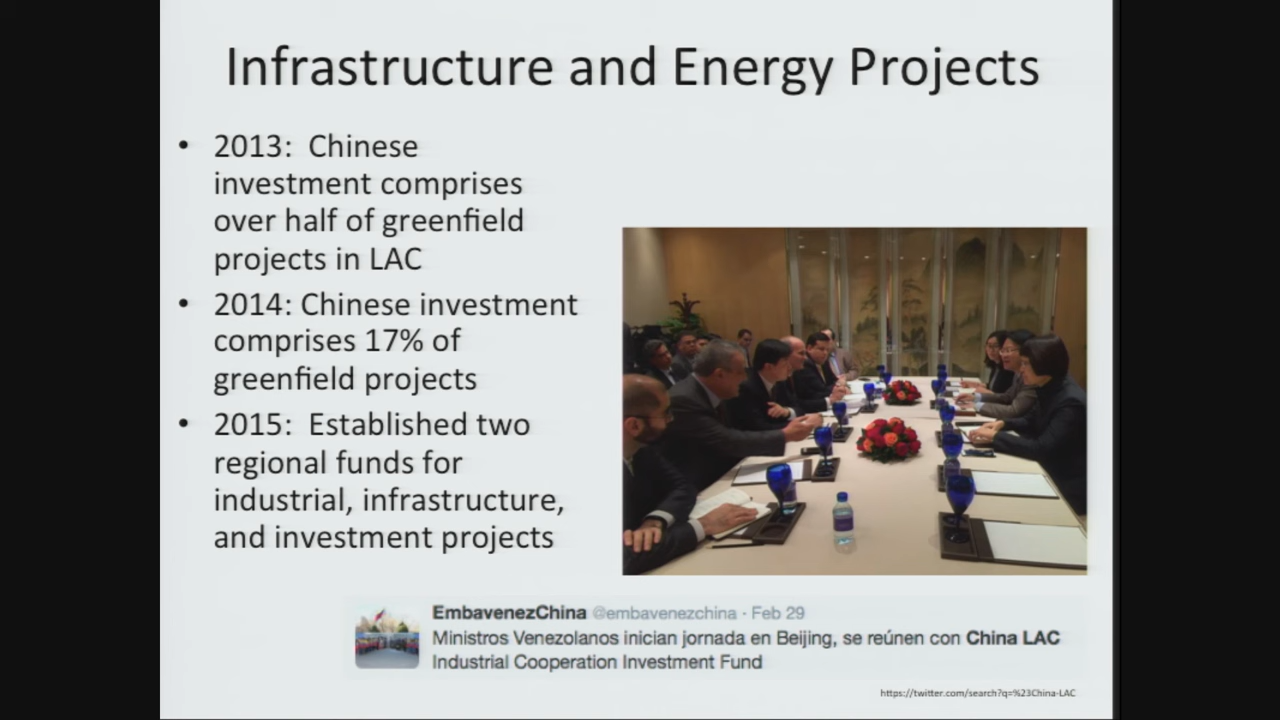 Infrastructure and Energy Projects
• 2013: Chinese
investment comprises
over half of greenfield
projects in LAC
• 2014: Chinese investment
comprises 17% of
greenfield projects
• 2015: Established two
regional funds for
industrial, infrastructure,
and investment projects
EmbavenezChina @embavenezchina · Feb 29
Ministros Venezolanos inician jornada en Beijing, se reúnen con China LAC
Industrial Cooperation Investment Fund
https://twitter.com/search?q=%23China-LAC